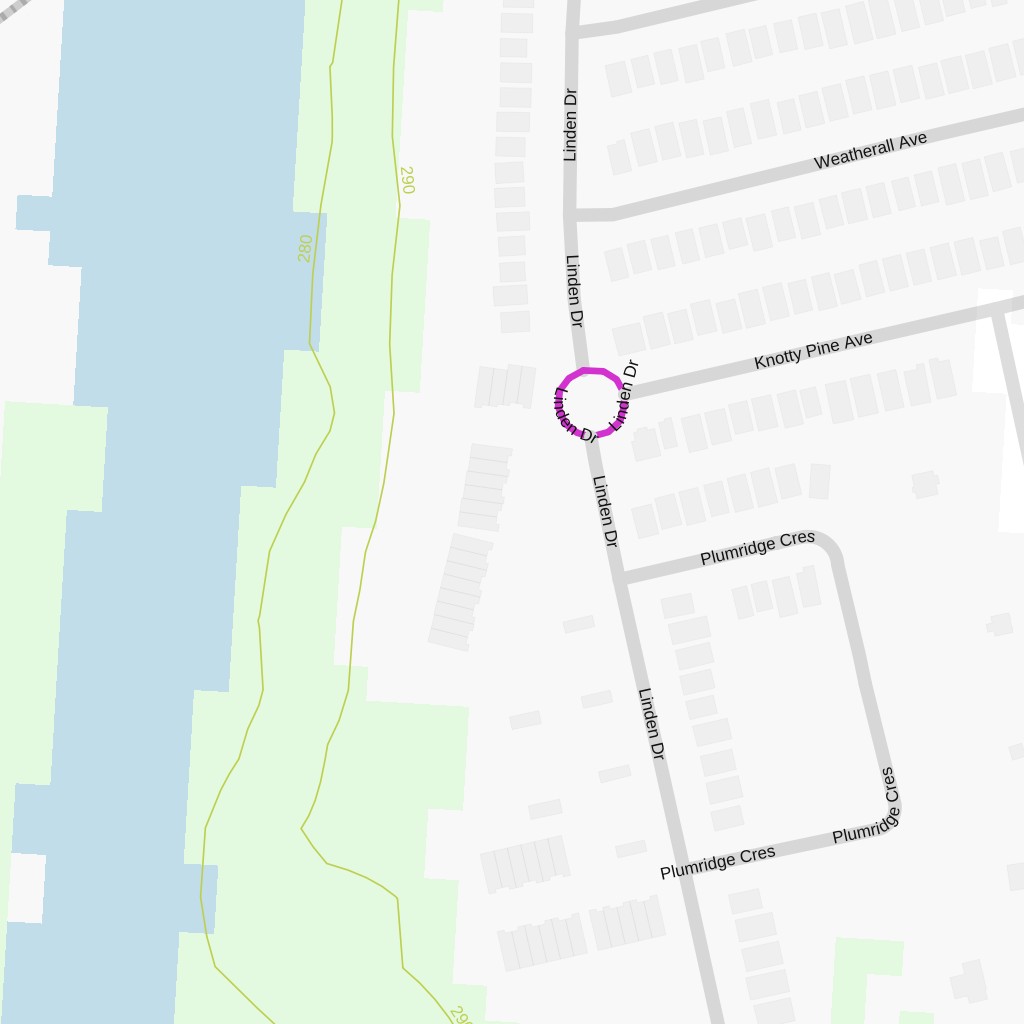 Linden Dr
Weatherall Ave
290
280
Linden Dr
Knotty Pine Ave
Linden Dr
Linden Dr
Linden Dr
Plumridge Cres
Linden Dr
Plumridge Cres
Plumridge Cres
Plumridge Cres
290